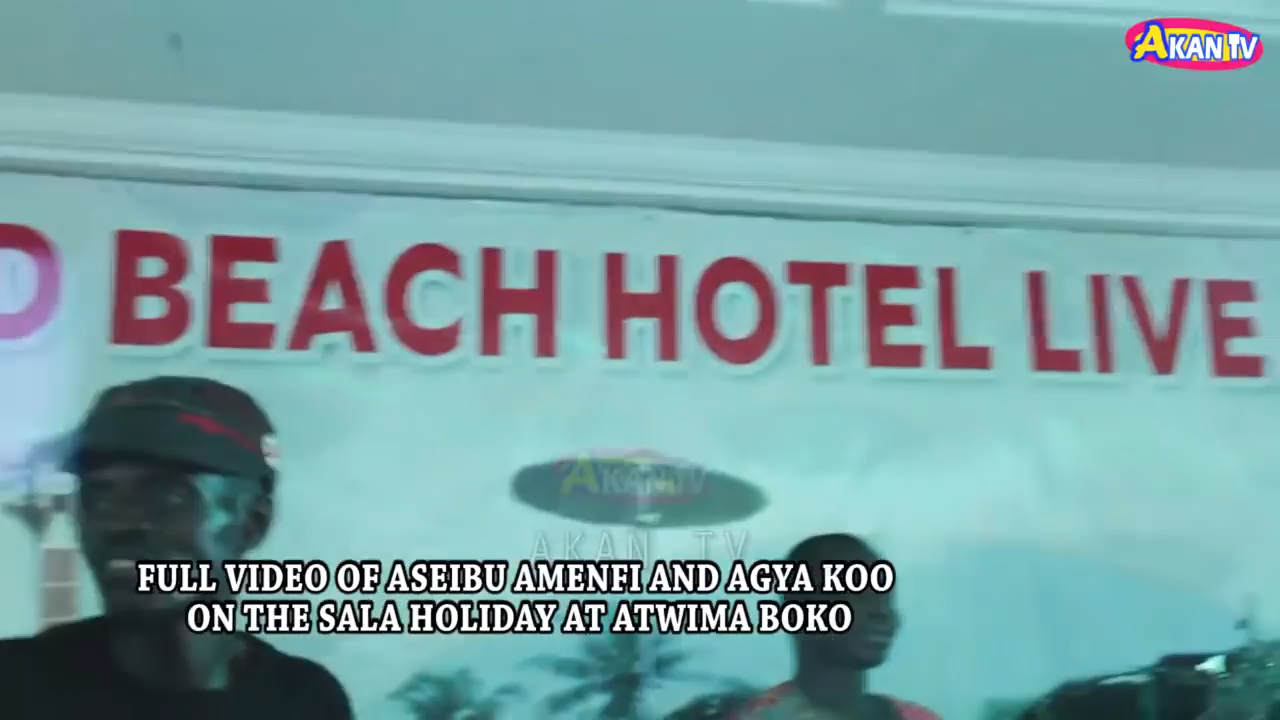 AKAN TV
D BEACH HOTEL LIVE
AKAN TV
AKAN TV
FULL VIDEO OF ASEIBU AMENFI AND AGYA KOO
ON THE SALA HOLIDAY AT ATWIMA BOKO